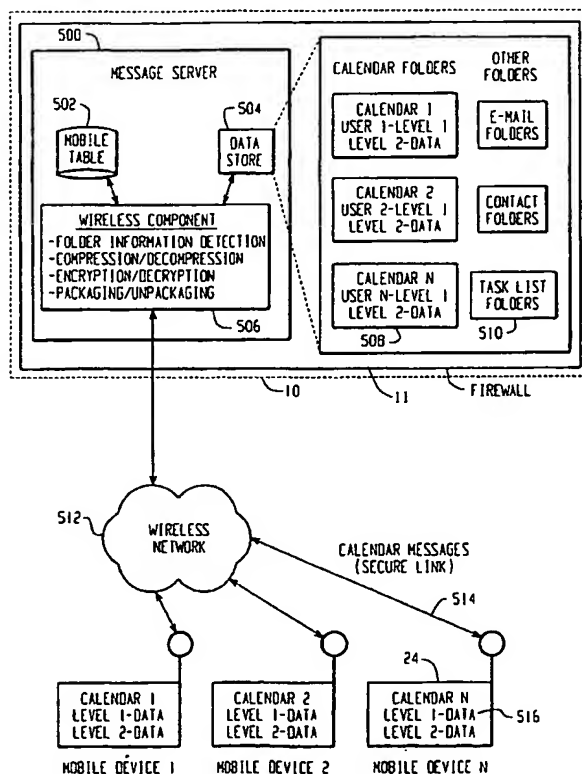 500
MESSAGE SERVER
502
MOBILE
TABLE
504
DATA
STORE
WIRELESS COMPONENT
-FOLDER INFORMATION DETECTION
-COMPRESSION/DECOMPRESSION
-ENCRYPTION/DECRYPTION
-PACKAGING/UNPACKAGING
506
CALENDAR FOLDERS
OTHER
FOLDERS
CALENDAR 1
USER 1-LEVEL 1
LEVEL 2-DATA
E-MAIL
FOLDERS
CALENDAR 2
USER 2-LEVEL 1
LEVEL 2-DATA
CONTACT
FOLDERS
CALENDAR N
USER N-LEVEL 1
LEVEL 2-DATA
508
TASK LIST
FOLDERS
510
10
11
FIREWALL
512
WIRELESS
NETWORK
CALENDAR MESSAGES
(SECURE LINK)
514
CALENDAR 1
LEVEL 1-DATA
LEVEL 2-DATA
MOBILE DEVICE 1
CALENDAR 2
LEVEL 1-DATA
LEVEL 2-DATA
MOBILE DEVICE 2
24
CALENDAR N
LEVEL 1-DATA
LEVEL 2-DATA
516
MOBILE DEVICE N